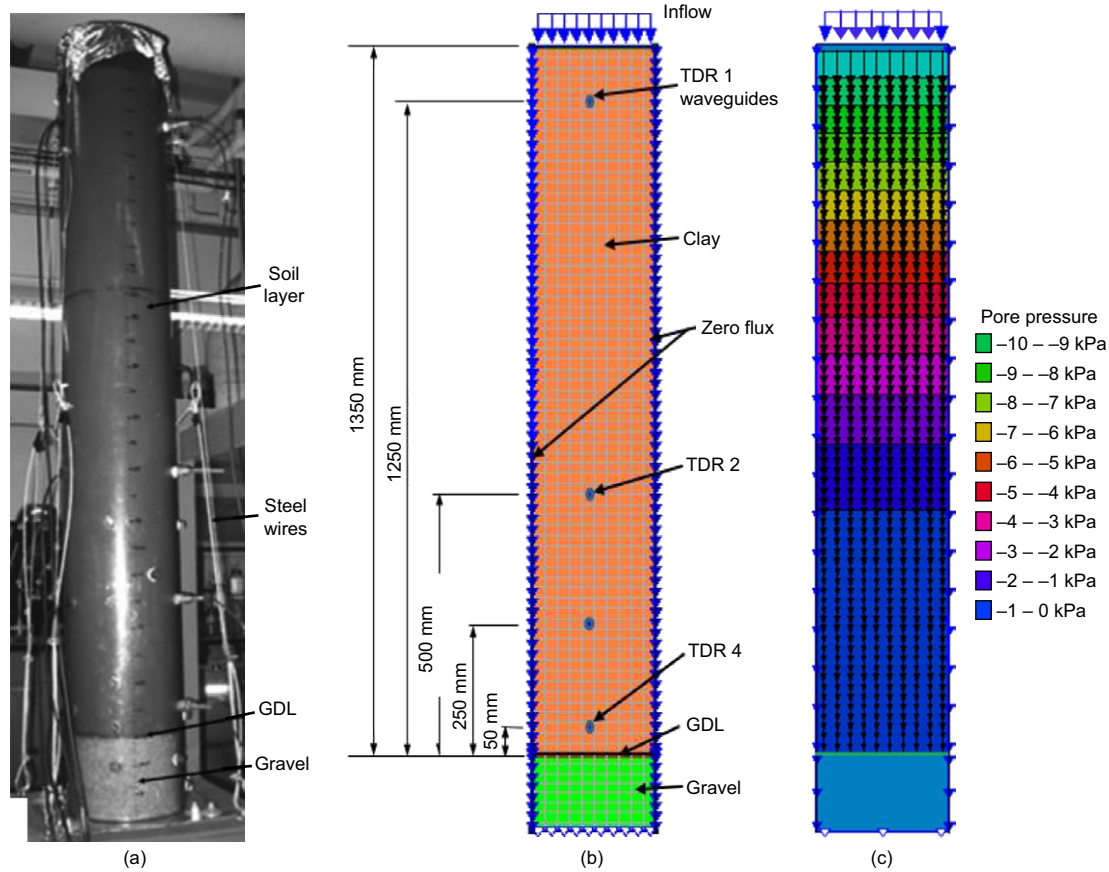 Soil
layer
Steel
wires
GDL
Gravel
(a)
Inflow
TDR 1
waveguides
Clay
Zero flux
1350 mm
1250 mm
TDR 2
500 mm
250 mm
50 mm
TDR 4
GDL
Gravel
(b)
Pore pressure
–10 – –9 kPa
–9 – –8 kPa
–8 – –7 kPa
–7 – –6 kPa
–6 – –5 kPa
–5 – –4 kPa
–4 – –3 kPa
–3 – –2 kPa
–2 – –1 kPa
–1 – 0 kPa
(c)